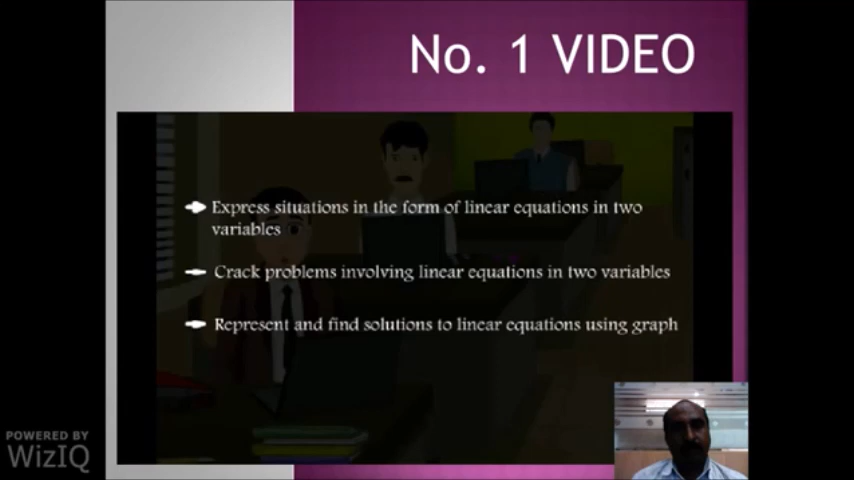 No. 1 VIDEO
Express situations in the form of linear equations in two
variables
Crack problems involving linear equations in two variables
Represent and find solutions to linear equations using graph
POWERED BY
WizIQ